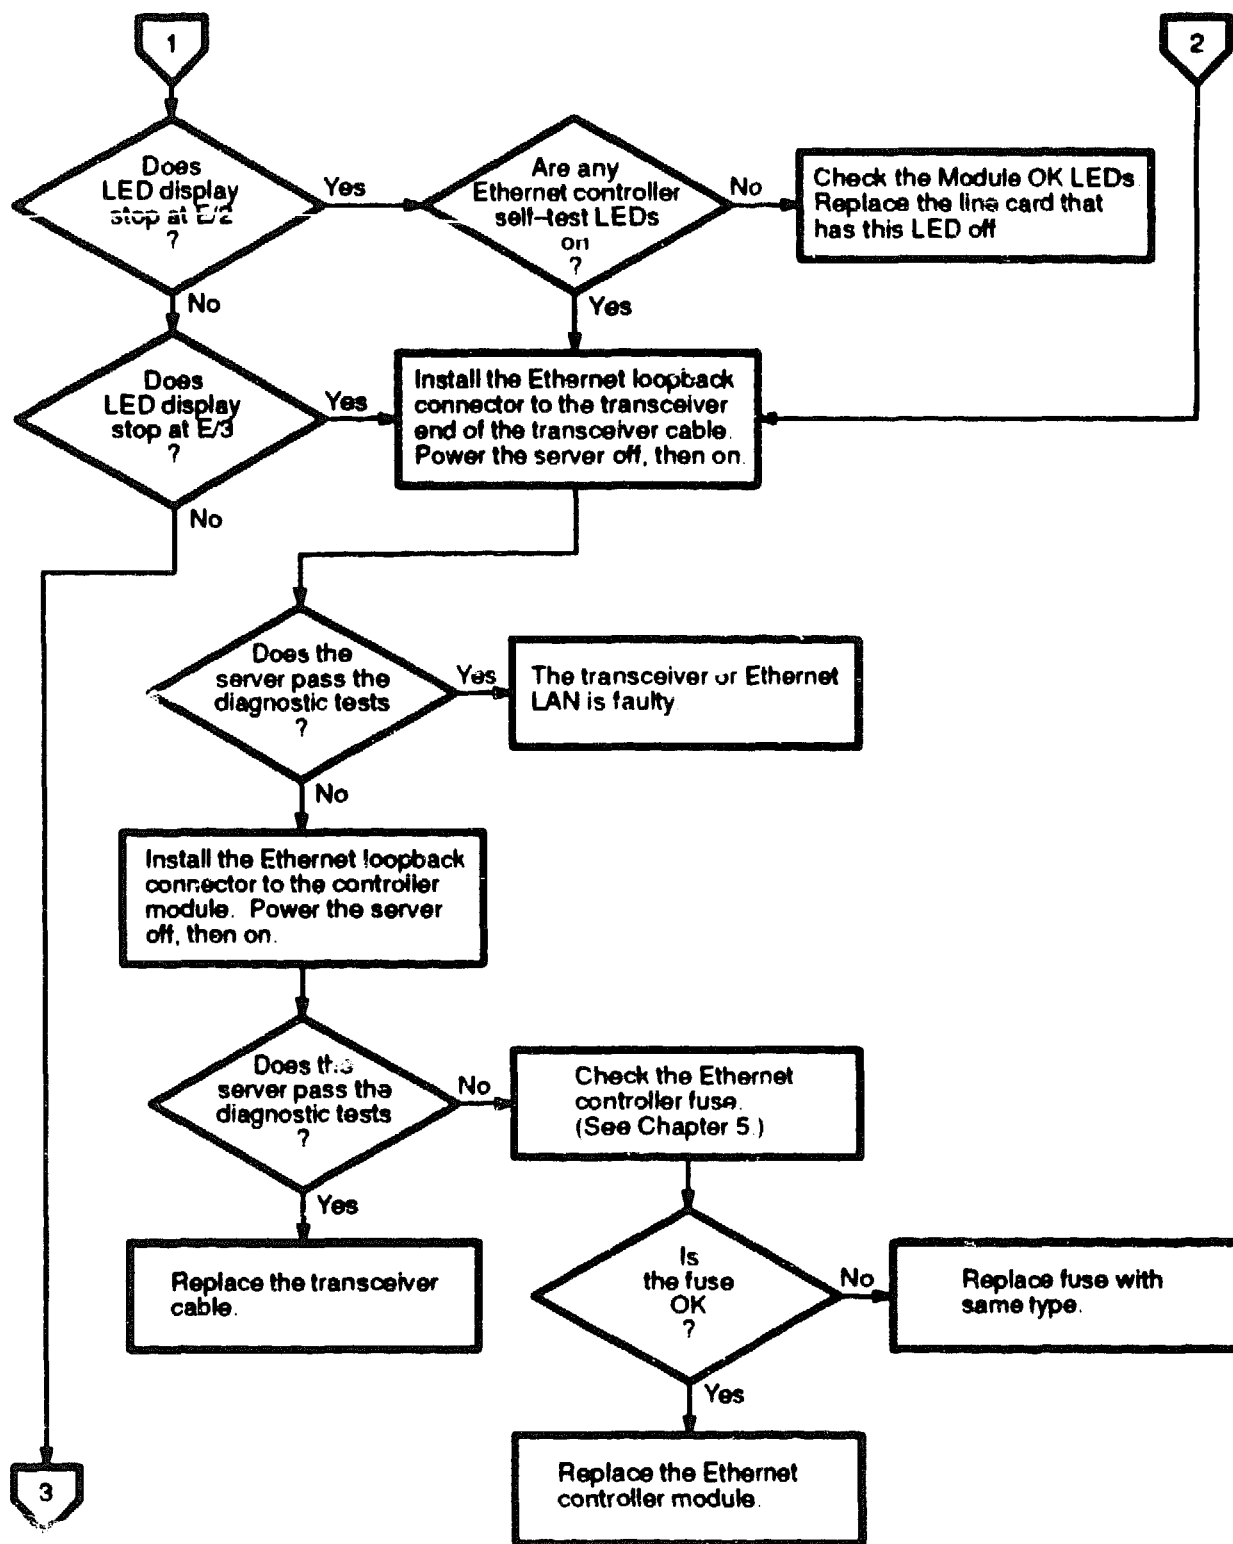 1
2
Does
LED display
stop at E/2
?
Yes
No
Are any
Ethernet controller
self-test LEDs
on
?
No
Yes
Check the Module OK LEDs.
Replace the line card that
has this LED off
Does
LED display
stop at E/3
?
Yes
No
Install the Ethernet loopback
connector to the transceiver
end of the transceiver cable.
Power the server off, then on.
Does the
server pass the
diagnostic tests
?
Yes
No
The transceiver or Ethernet
LAN is faulty.
Install the Ethernet loopback
connector to the controller
module. Power the server
off, then on.
Does the
server pass the
diagnostic tests
?
No
Yes
Check the Ethernet
controller fuse.
(See Chapter 5.)
Replace the transceiver
cable.
Is
the fuse
OK
?
No
Yes
Replace fuse with
same type.
Replace the Ethernet
controller module.
3